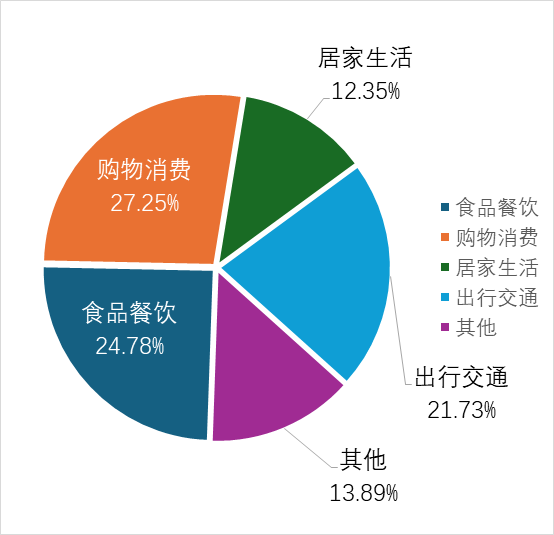 居家生活
12.35%
购物消费
27.25%
食品餐饮
购物消费
居家生活
出行交通
其他
食品餐饮
24.78%
出行交通
21.73%
其他
13.89%